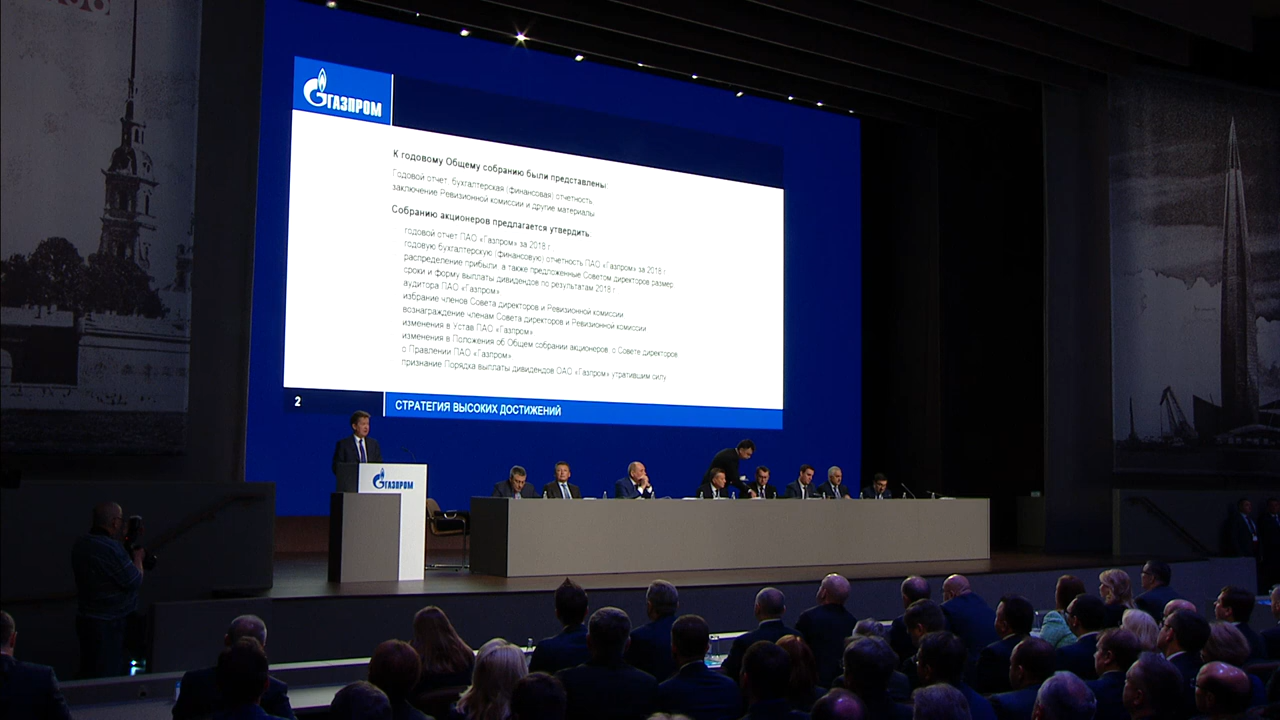 ГАЗПРОМ
К годовому Общему собранию были представлены:
Годовой отчет, бухгалтерская (финансовая) отчетность,
заключение Ревизионной комиссии и другие материалы
Собранию акционеров предлагается утвердить:
годовой отчет ПАО «Газпром» за 2018 г.
годовую бухгалтерскую (финансовую) отчетность ПАО «Газпром» за 2018 г.
распределение прибыли, а также предложенные Советом директоров размер,
сроки и форму выплаты дивидендов по результатам 2018 г.
аудитора ПАО «Газпром»
избрание членов Совета директоров и Ревизионной комиссии
вознаграждение членам Совета директоров и Ревизионной комиссии
изменения в Устав ПАО «Газпром»
изменения в Положения об Общем собрании акционеров, о Совете директоров,
о Правлении ПАО «Газпром»
признание Порядка выплаты дивидендов ОАО «Газпром» утратившим силу
2
СТРАТЕГИЯ ВЫСОКИХ ДОСТИЖЕНИЙ
ГАЗПРОМ